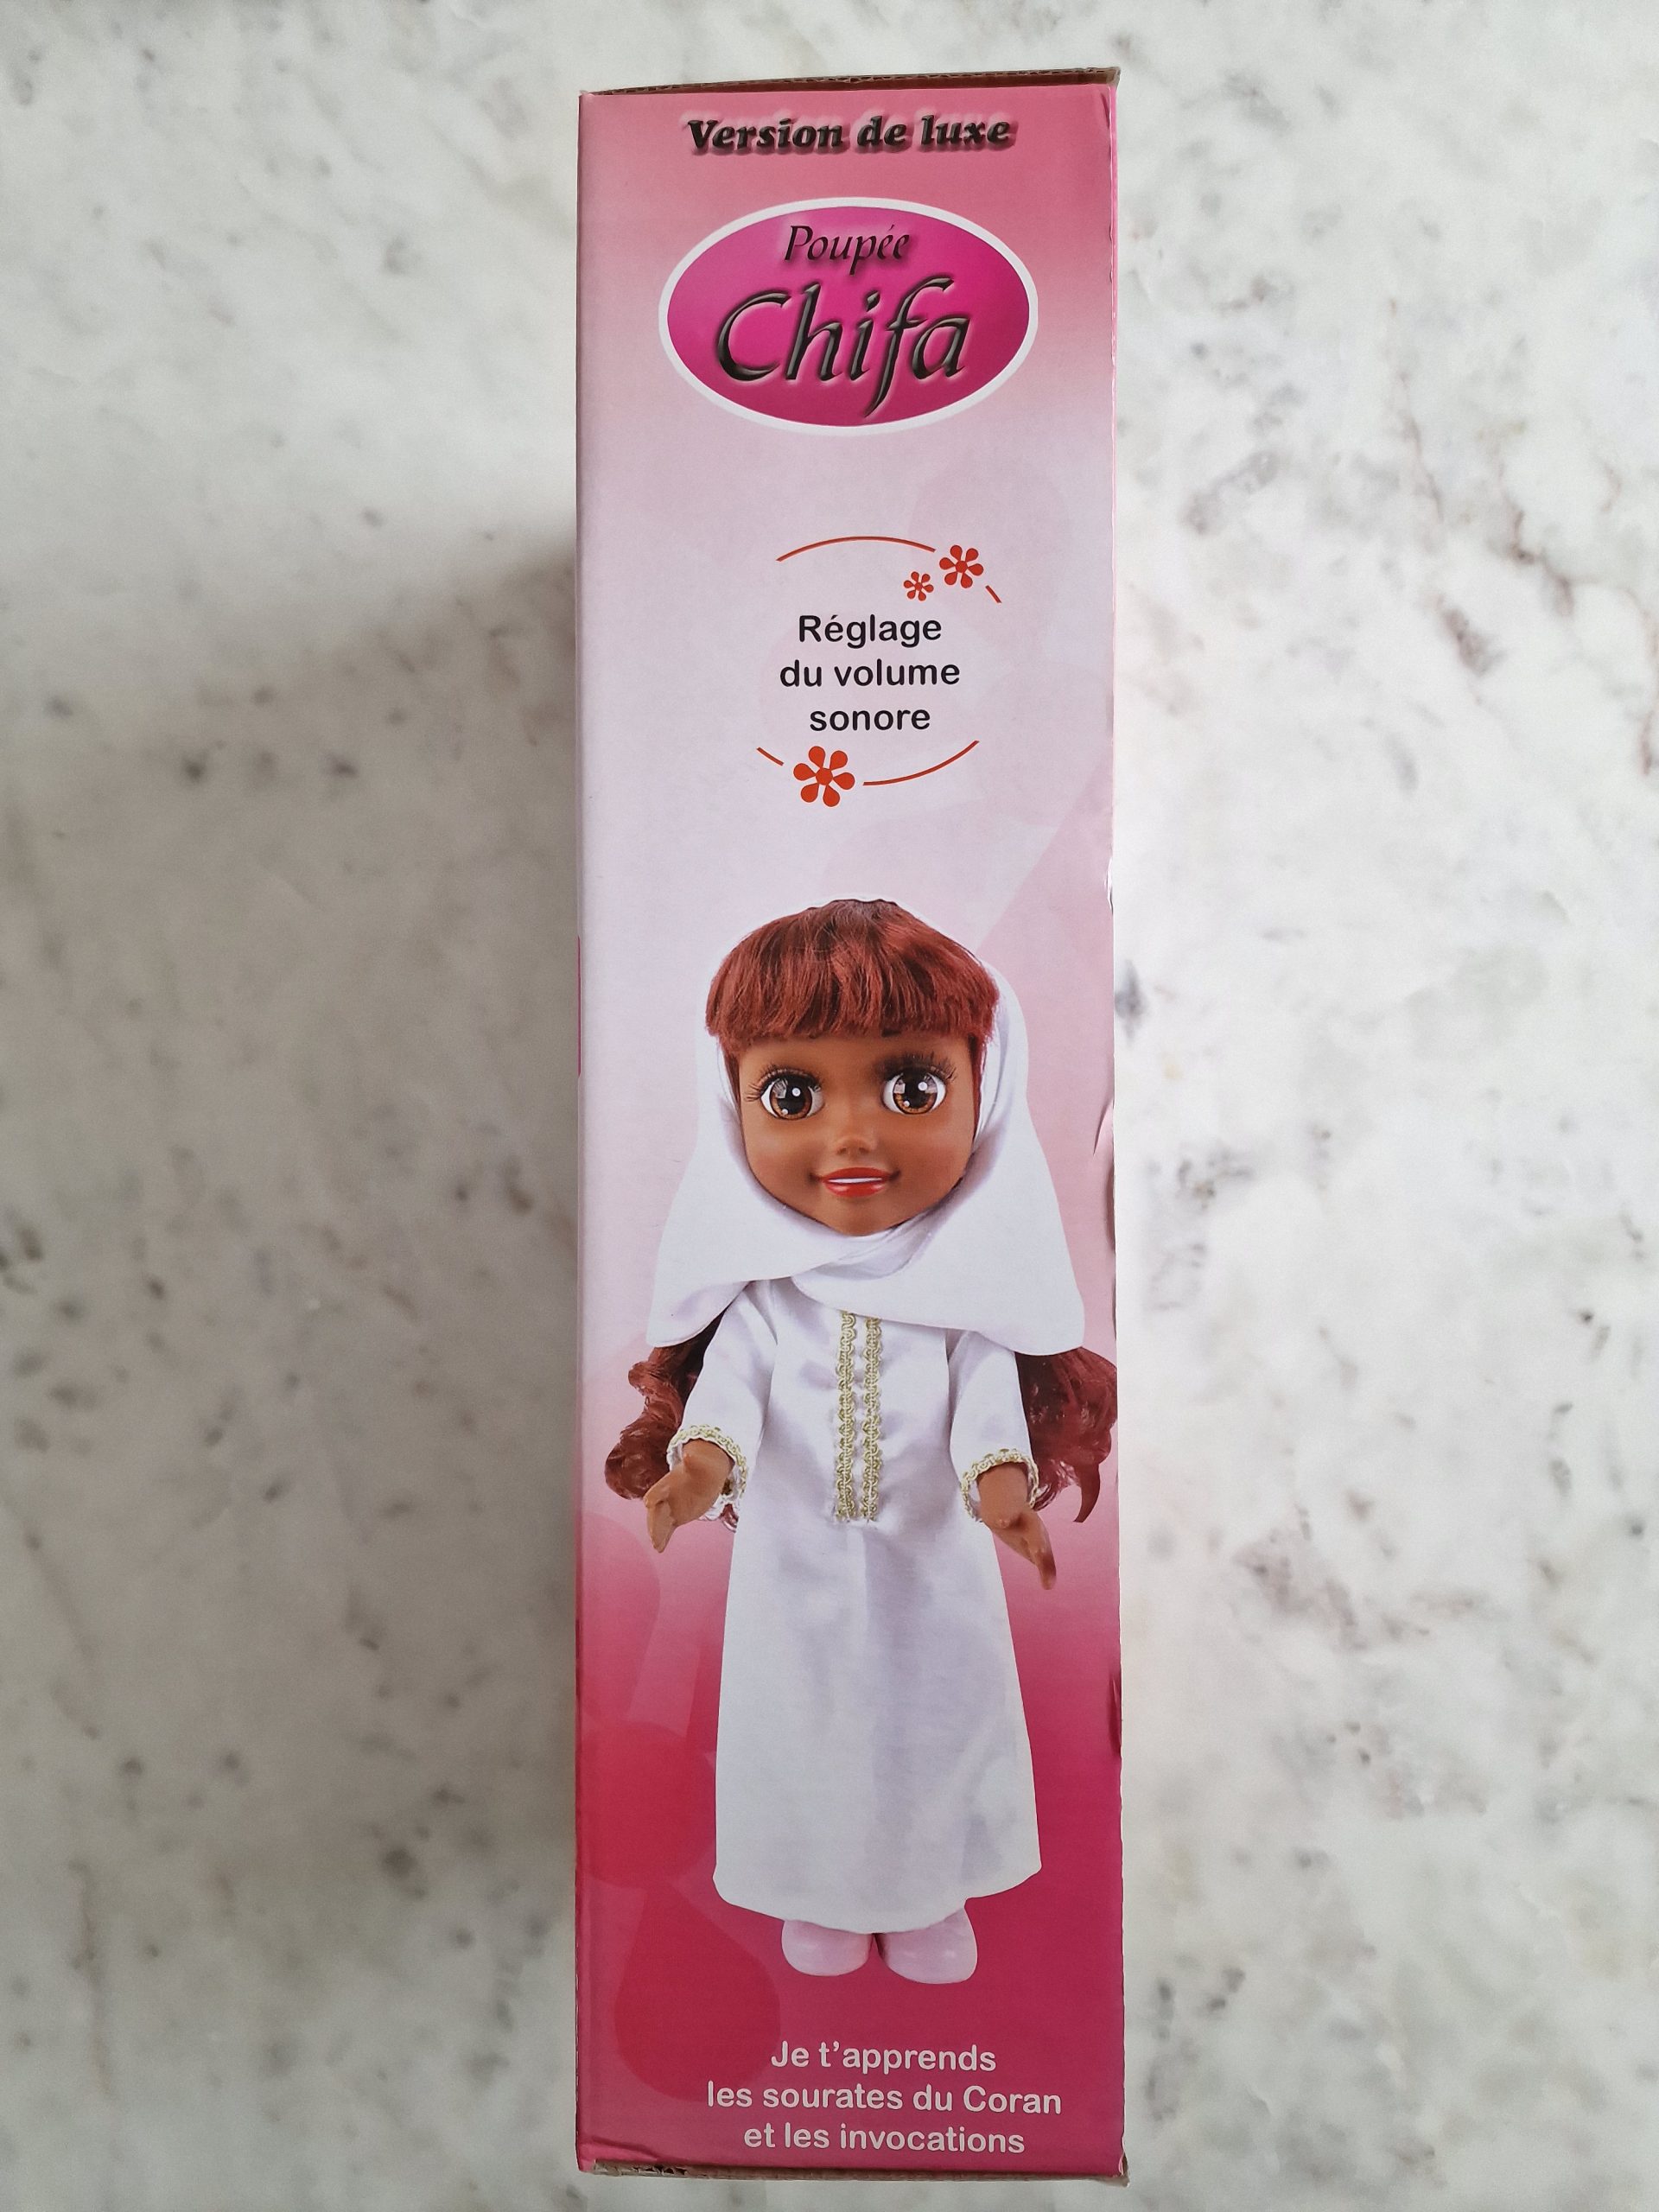 Version de luxe
Poupée
Chifa
Réglage
du volume
sonore
Je t'apprends
les sourates du Coran
et les invocations